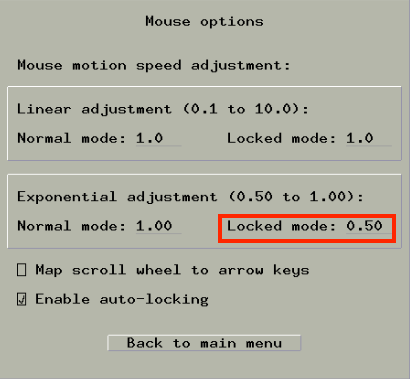 Mouse options
Mouse motion speed adjustment:
Linear adjustment (0.1 to 10.0):
Normal mode: 1.0 Locked mode: 1.0
Exponential adjustment (0.50 to 1.00):
Normal mode: 1.00 Locked mode: 0.50
Map scroll wheel to arrow keys
Enable auto-locking
Back to main menu